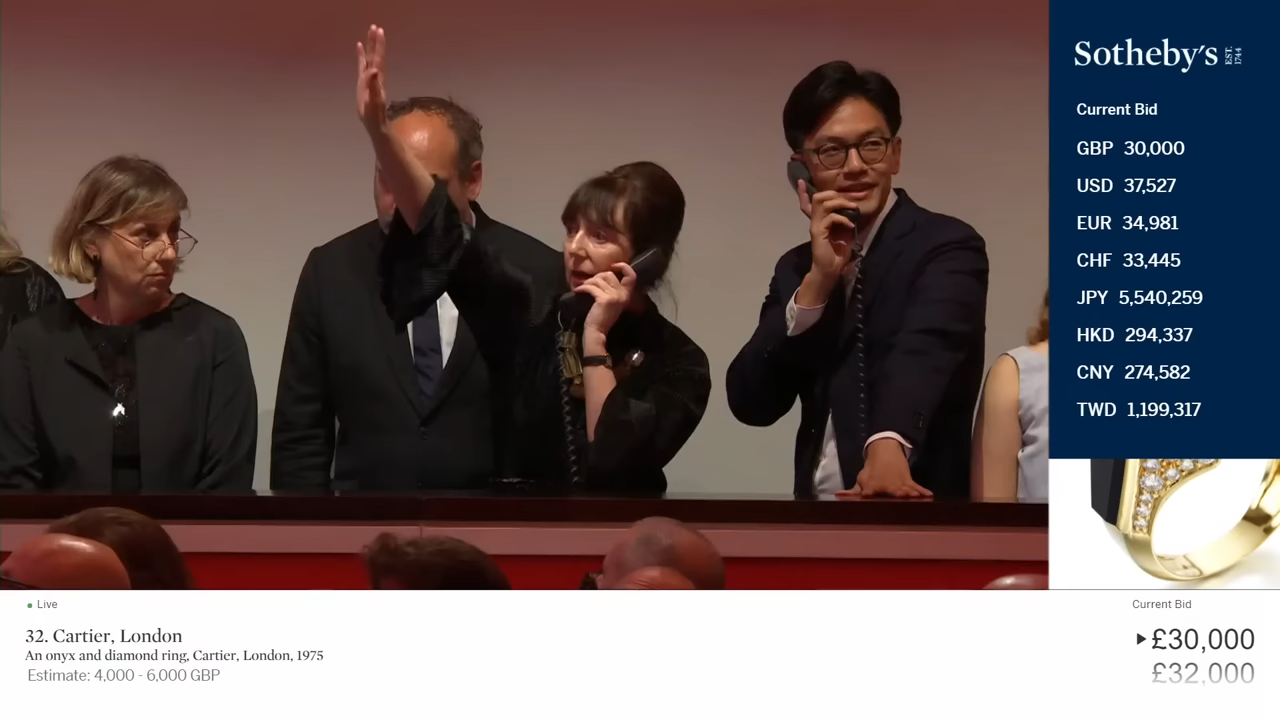 Sotheby's EST. 1744
Current Bid
GBP 30,000
USD 37,527
EUR 34,981
CHF 33,445
JPY 5,540,259
HKD 294,337
CNY 274,582
TWD 1,199,317
Live
32. Cartier, London
An onyx and diamond ring, Cartier, London, 1975
Estimate: 4,000 - 6,000 GBP
Current Bid
£30,000
£32,000